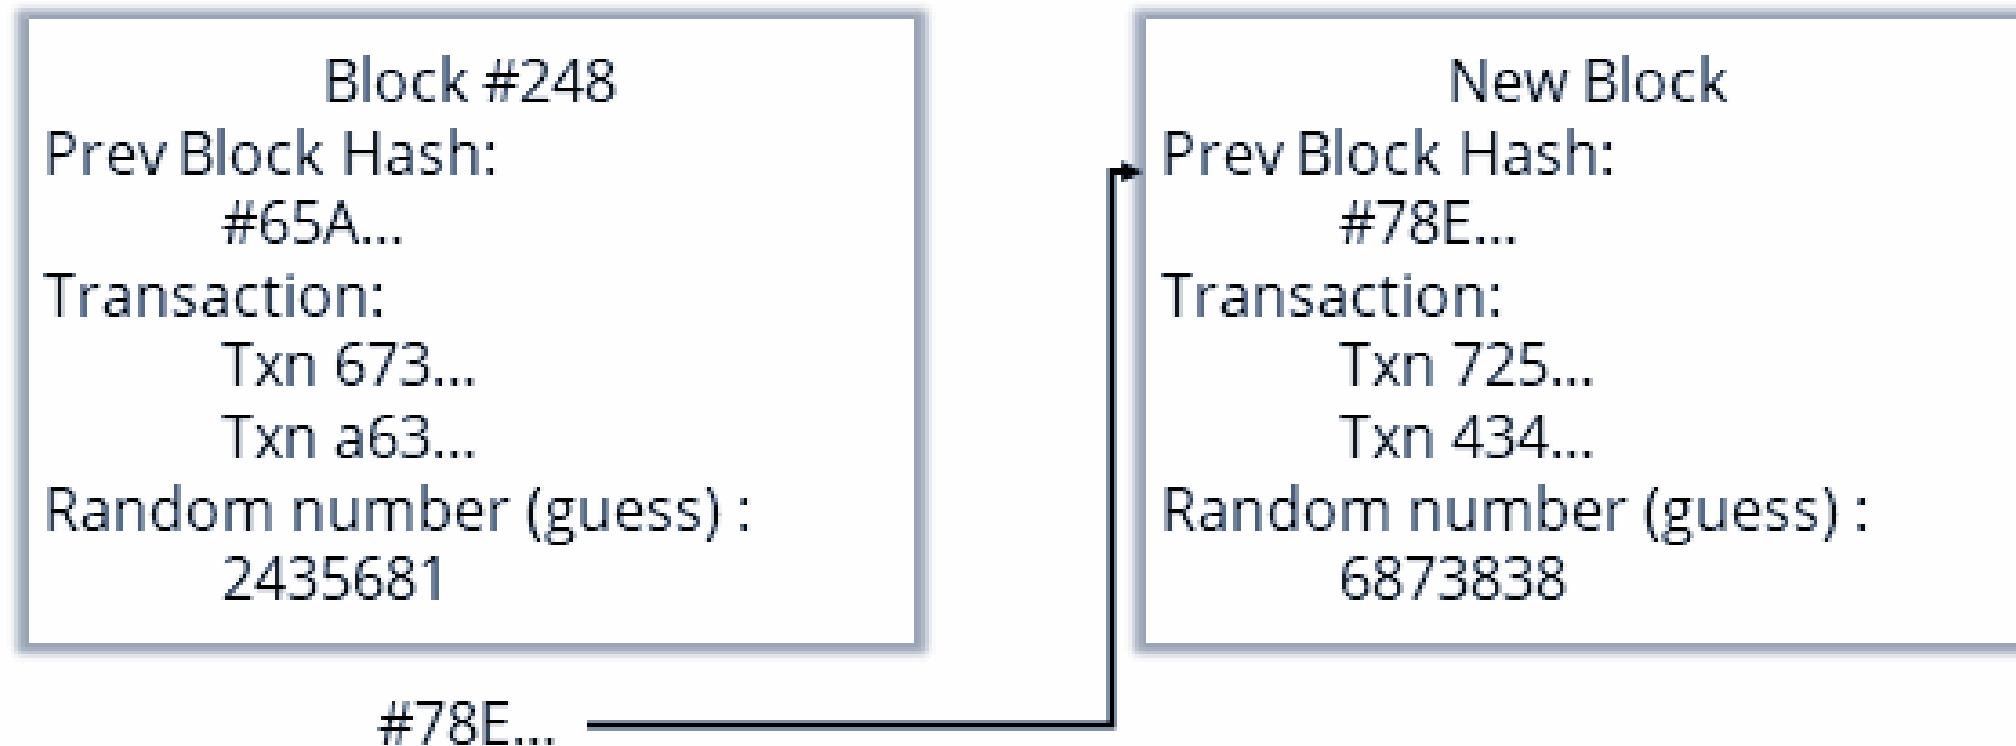 Block #248
Prev Block Hash:
#65A...
Transaction:
Txn 673...
Txn a63...
Random number (guess) :
2435681
#78E...
New Block
Prev Block Hash:
#78E...
Transaction:
Txn 725...
Txn 434...
Random number (guess) :
6873838